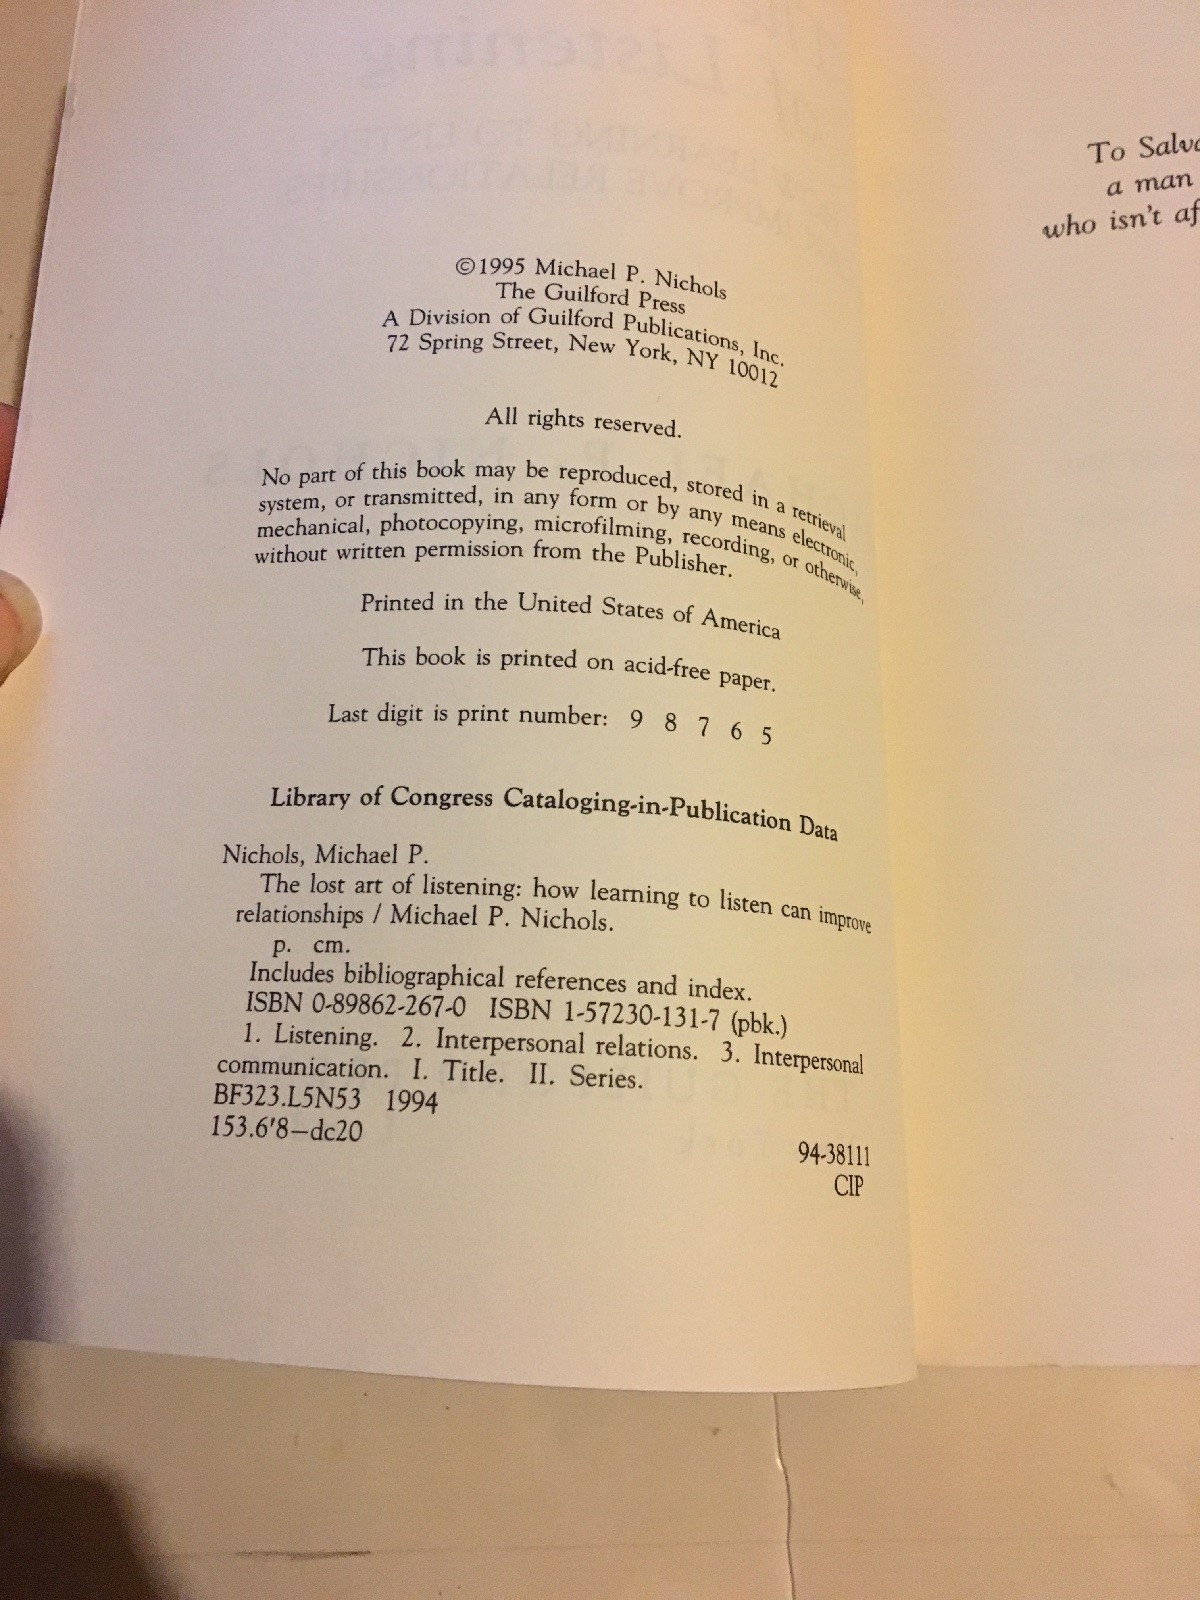 ©1995 Michael P. Nichols
The Guilford Press
A Division of Guilford Publications, Inc.
72 Spring Street, New York, NY 10012
All rights reserved.
No part of this book may be reproduced, stored in a retrieval
system, or transmitted, in any form or by any means electronic,
mechanical, photocopying, microfilming, recording, or otherwise,
without written permission from the Publisher.
Printed in the United States of America
This book is printed on acid-free paper.
Last digit is print number: 9 8 7 6 5
Library of Congress Cataloging-in-Publication Data
Nichols, Michael P.
The lost art of listening: how learning to listen can improve
relationships / Michael P. Nichols.
p. cm.
Includes bibliographical references and index.
ISBN 0-89862-267-0 ISBN 1-57230-131-7 (pbk.)
1. Listening. 2. Interpersonal relations. 3. Interpersonal
communication. I. Title. II. Series.
BF323.L5N53 1994
153.6'8—dc20
94-38111
CIP
To
a man
who isn't